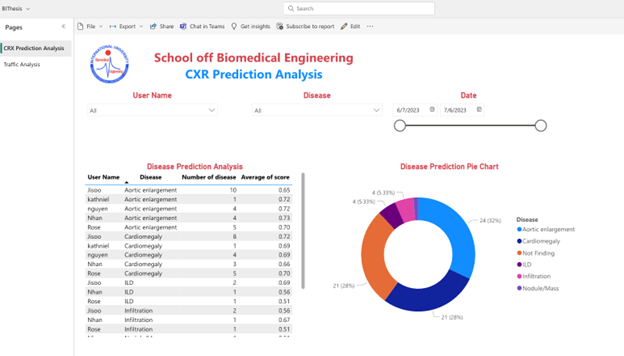 BIThesis
Search
Pages
File Export Share Chat in Teams Get insights Subscribe to report Edit ...
CRX Prediction Analysis
Traffic Analysis
INTERNATIONAL UNIVERSITY
School off Biomedical Engineering
CXR Prediction Analysis
User Name Disease Date
All All 6/7/2023 7/6/2023
Disease Prediction Analysis
User Name Disease Number of disease Average of score
Jisoo Aortic enlargement 10 0.65
kathniel Aortic enlargement 1 0.72
nguyen Aortic enlargement 4 0.72
Nhan Aortic enlargement 4 0.73
Rose Aortic enlargement 5 0.70
Jisoo Cardiomegaly 8 0.72
kathniel Cardiomegaly 1 0.69
nguyen Cardiomegaly 4 0.69
Nhan Cardiomegaly 3 0.66
Rose Cardiomegaly 5 0.70
Jisoo ILD 2 0.69
Nhan ILD 1 0.56
Rose ILD 1 0.51
Jisoo Infiltration 2 0.56
Nhan Infiltration 1 0.67
Rose Infiltration 1 0.51
Disease Prediction Pie Chart
4 (5.33%)
4 (5.33%)
24 (32%)
21 (28%)
21 (28%)
Disease
Aortic enlargement
Cardiomegaly
Not Finding
ILD
Infiltration
Nodule/Mass